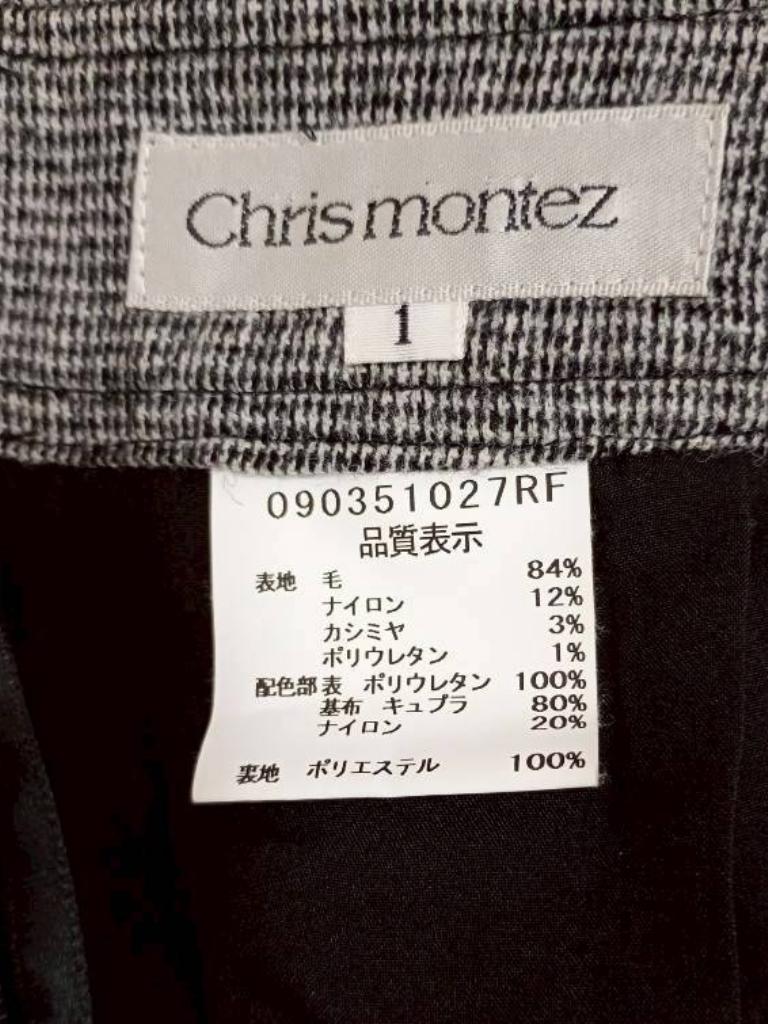 Chris montez
1
090351027RF
品質表示
表地 毛 84%
ナイロン 12%
カシミヤ 3%
ポリウレタン 1%
配色部表 ポリウレタン 100%
基布 キュプラ 80%
ナイロン 20%
裏地 ポリエステル 100%